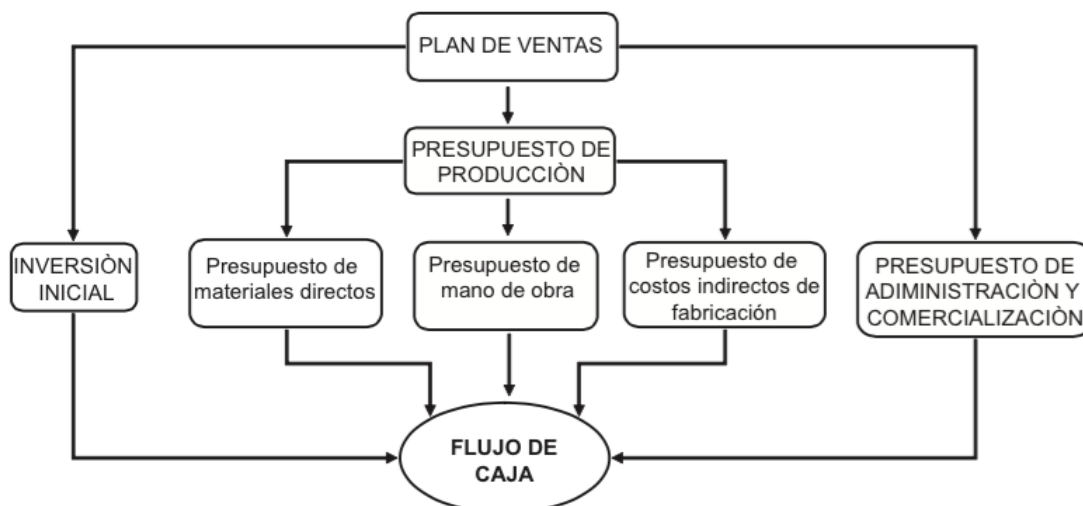 PLAN DE VENTAS
PRESUPUESTO DE
PRODUCCIÒN
INVERSIÒN
INICIAL
Presupuesto de
materiales directos
Presupuesto de
mano de obra
Presupuesto de
costos indirectos de
fabricación
PRESUPUESTO DE
ADIMINISTRACIÒN Y
COMERCIALIZACIÒN
FLUJO DE
CAJA